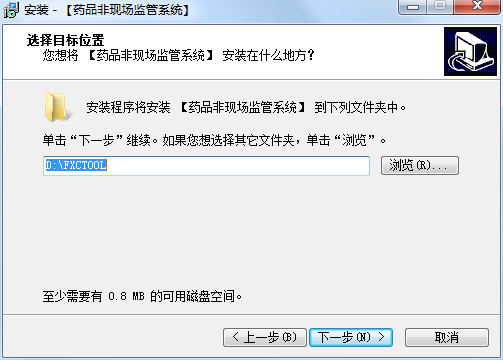 安装 - 【药品非现场监管系统】
选择目标位置
您想将 【药品非现场监管系统】 安装在什么地方?
安装程序将安装 【药品非现场监管系统】 到下列文件夹中。
单击“下一步”继续。如果您想选择其它文件夹，单击“浏览”。
D:\FXCTOOL
浏览(R)...
至少需要有 0.8 MB 的可用磁盘空间。
< 上一步(B)
下一步(N) >
取消